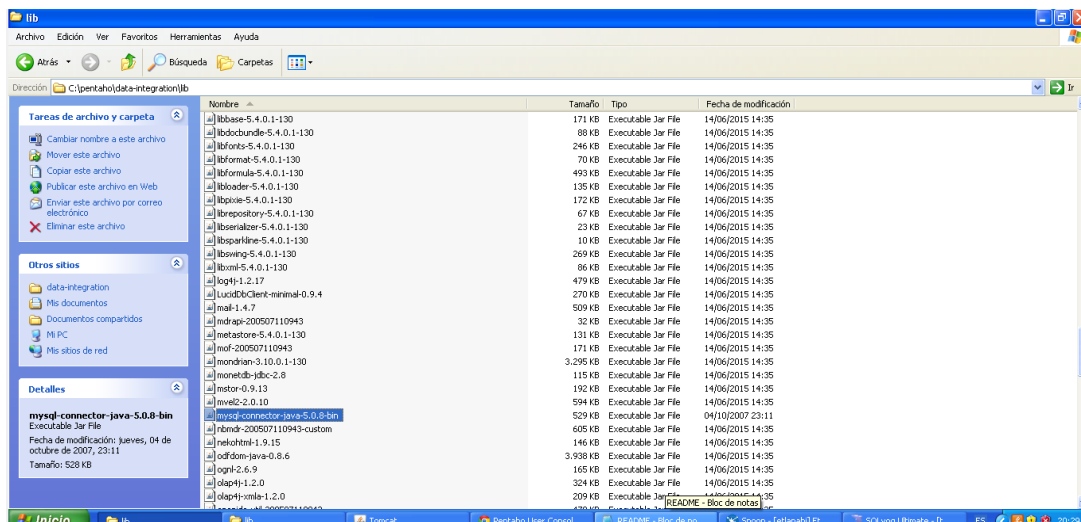 lib
Archivo Edición Ver Favoritos Herramientas Ayuda
Atrás Búsqueda Carpetas
Dirección C:\pentaho\data-integration\lib Ir
Tareas de archivo y carpeta
Cambiar nombre a este archivo
Mover este archivo
Copiar este archivo
Publicar este archivo en Web
Enviar este archivo por correo
electrónico
Eliminar este archivo
Otros sitios
data-integration
Mis documentos
Documentos compartidos
Mi PC
Mis sitios de red
Detalles
mysql-connector-java-5.0.8-bin
Executable Jar File
Fecha de modificación: jueves, 04 de
octubre de 2007, 23:11
Tamaño: 528 KB
Nombre Tamaño Tipo Fecha de modificación
libbase-5.4.0.1-130 171 KB Executable Jar File 14/06/2015 14:35
libdocbundle-5.4.0.1-130 88 KB Executable Jar File 14/06/2015 14:35
libfonts-5.4.0.1-130 246 KB Executable Jar File 14/06/2015 14:35
libformat-5.4.0.1-130 70 KB Executable Jar File 14/06/2015 14:35
libformula-5.4.0.1-130 493 KB Executable Jar File 14/06/2015 14:35
libloader-5.4.0.1-130 135 KB Executable Jar File 14/06/2015 14:35
libpixie-5.4.0.1-130 172 KB Executable Jar File 14/06/2015 14:35
librepository-5.4.0.1-130 67 KB Executable Jar File 14/06/2015 14:35
libserializer-5.4.0.1-130 23 KB Executable Jar File 14/06/2015 14:35
libsparkline-5.4.0.1-130 10 KB Executable Jar File 14/06/2015 14:35
libswing-5.4.0.1-130 269 KB Executable Jar File 14/06/2015 14:35
libxml-5.4.0.1-130 86 KB Executable Jar File 14/06/2015 14:35
log4j-1.2.17 479 KB Executable Jar File 14/06/2015 14:35
LucidDbClient-minimal-0.9.4 270 KB Executable Jar File 14/06/2015 14:35
mail-1.4.7 509 KB Executable Jar File 14/06/2015 14:35
mdrapi-200507110943 32 KB Executable Jar File 14/06/2015 14:35
metastore-5.4.0.1-130 131 KB Executable Jar File 14/06/2015 14:35
mof-200507110943 171 KB Executable Jar File 14/06/2015 14:35
mondrian-3.10.0.1-130 3.295 KB Executable Jar File 14/06/2015 14:35
monetdb-jdbc-2.8 115 KB Executable Jar File 14/06/2015 14:35
mstor-0.9.13 192 KB Executable Jar File 14/06/2015 14:35
mvel2-2.0.10 594 KB Executable Jar File 14/06/2015 14:35
mysql-connector-java-5.0.8-bin 529 KB Executable Jar File 04/10/2007 23:11
nbmdr-200507110943-custom 605 KB Executable Jar File 14/06/2015 14:35
nekohtml-1.9.15 146 KB Executable Jar File 14/06/2015 14:35
odfdom-java-0.8.6 3.938 KB Executable Jar File 14/06/2015 14:35
ognl-2.6.9 165 KB Executable Jar File 14/06/2015 14:35
olap4j-1.2.0 324 KB Executable Jar File 14/06/2015 14:35
olap4j-xmla-1.2.0 209 KB Executable Jar
README - Bloc de notas
Inicio lib lib Tomcat Pentaho User Consol README - Bloc de no Spoon - [etlapabi] Et SQLyog Ultimate - [t ES 20:20